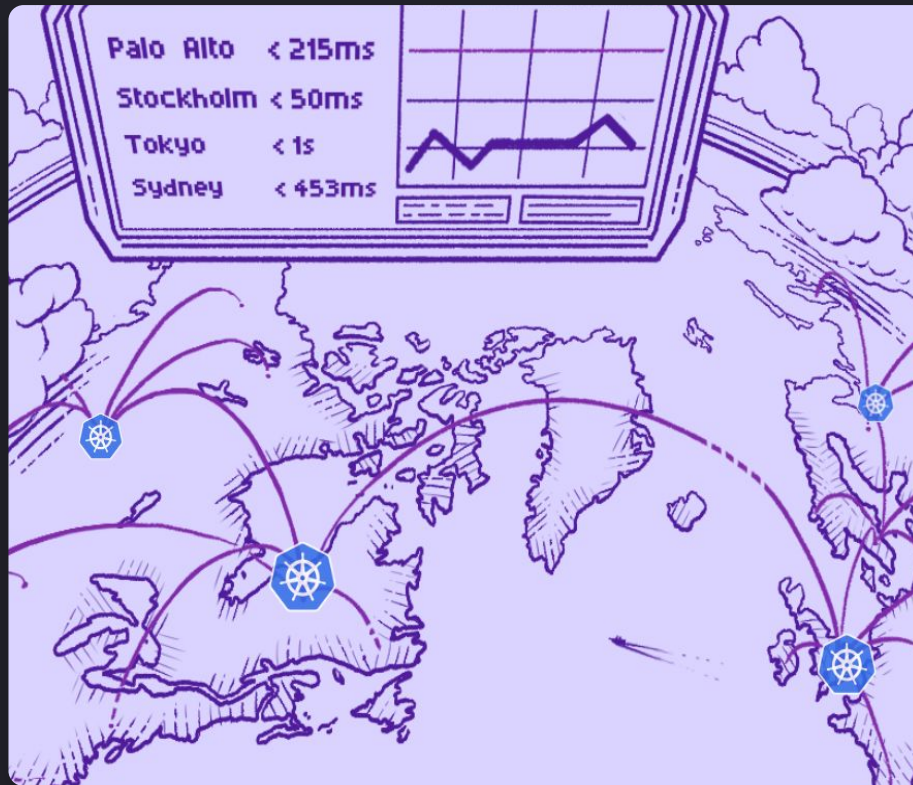 Palo Alto < 215ms
Stockholm < 50ms
Tokyo < 1s
Sydney < 453ms